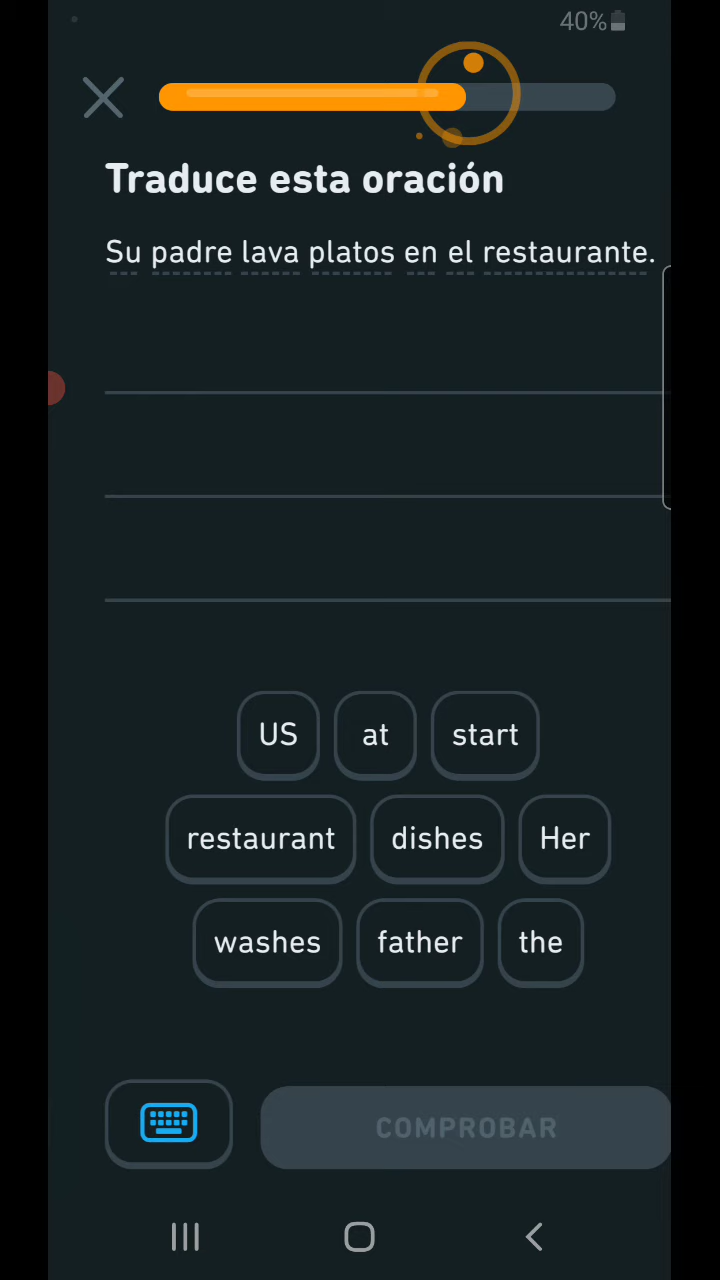 40%
Traduce esta oración
Su padre lava platos en el restaurante.
US at start
restaurant dishes Her
washes father the
COMPROBAR